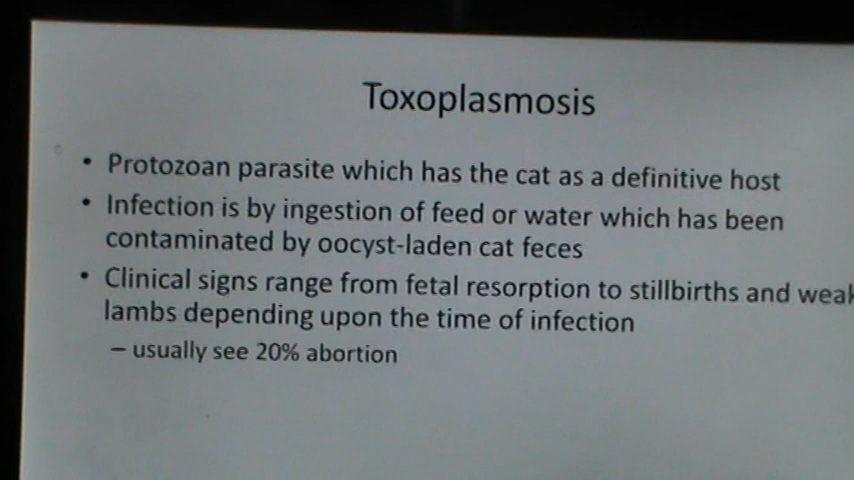 Toxoplasmosis
• Protozoan parasite which has the cat as a definitive host
• Infection is by ingestion of feed or water which has been
contaminated by oocyst-laden cat feces
• Clinical signs range from fetal resorption to stillbirths and weak
lambs depending upon the time of infection
– usually see 20% abortion